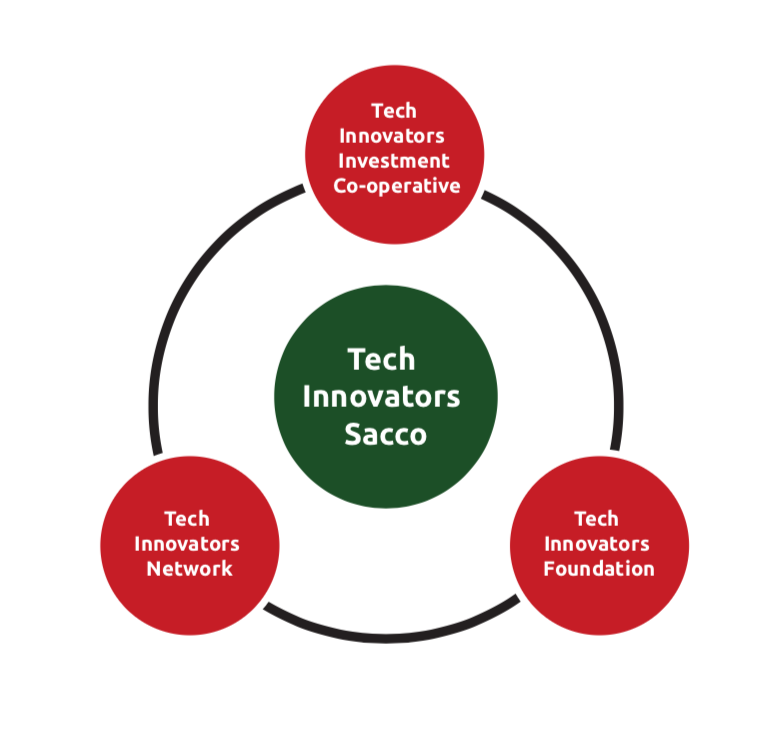 Tech
Innovators
Investment
Co-operative
Tech
Innovators
Sacco
Tech
Innovators
Network
Tech
Innovators
Foundation